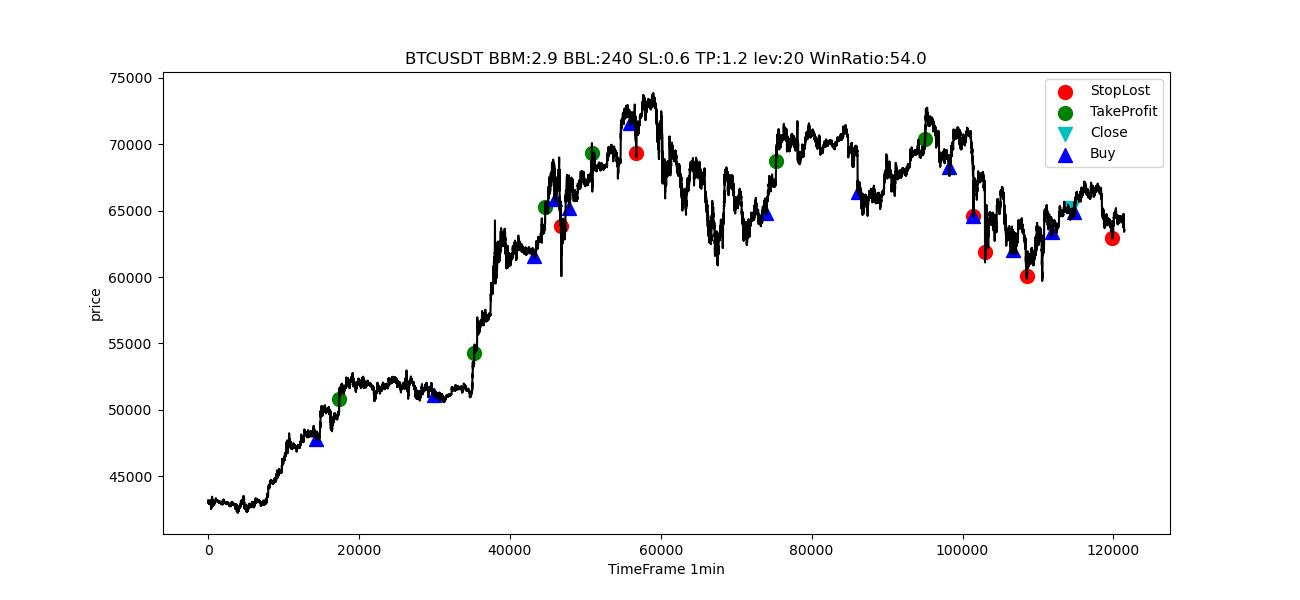 BTCUSDT BBM:2.9 BBL:240 SL:0.6 TP:1.2 lev:20 WinRatio:54.0
StopLost
TakeProfit
Close
Buy
75000
70000
65000
60000
55000
50000
45000
price
0 20000 40000 60000 80000 100000 120000
TimeFrame 1min